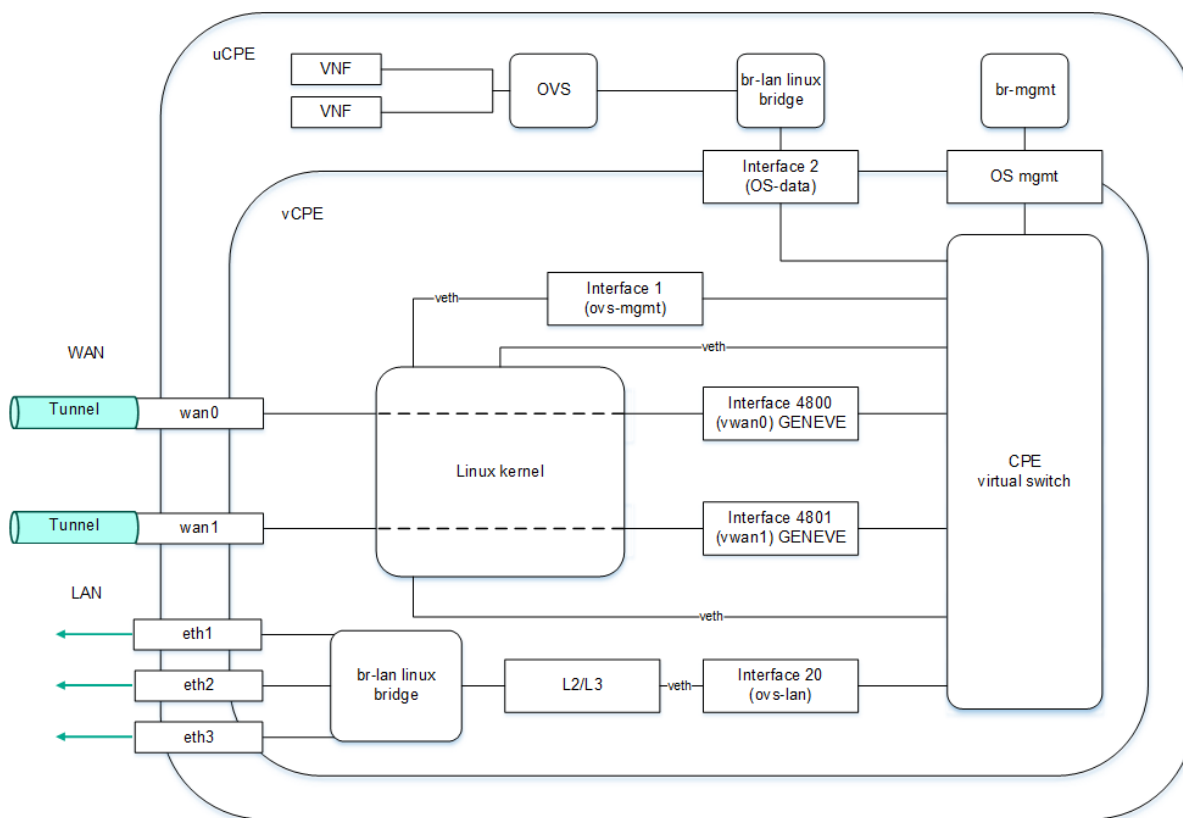 uCPE
VNF
VNF
OVS
br-lan linux
bridge
br-mgmt
Interface 2
(OS-data)
OS mgmt
vCPE
Interface 1
(ovs-mgmt)
veth
veth
WAN
Tunnel
wan0
Interface 4800
(vwan0) GENEVE
Linux kernel
CPE
virtual switch
Tunnel
wan1
Interface 4801
(vwan1) GENEVE
LAN
veth
eth1
eth2
eth3
br-lan linux
bridge
L2/L3
veth
Interface 20
(ovs-lan)